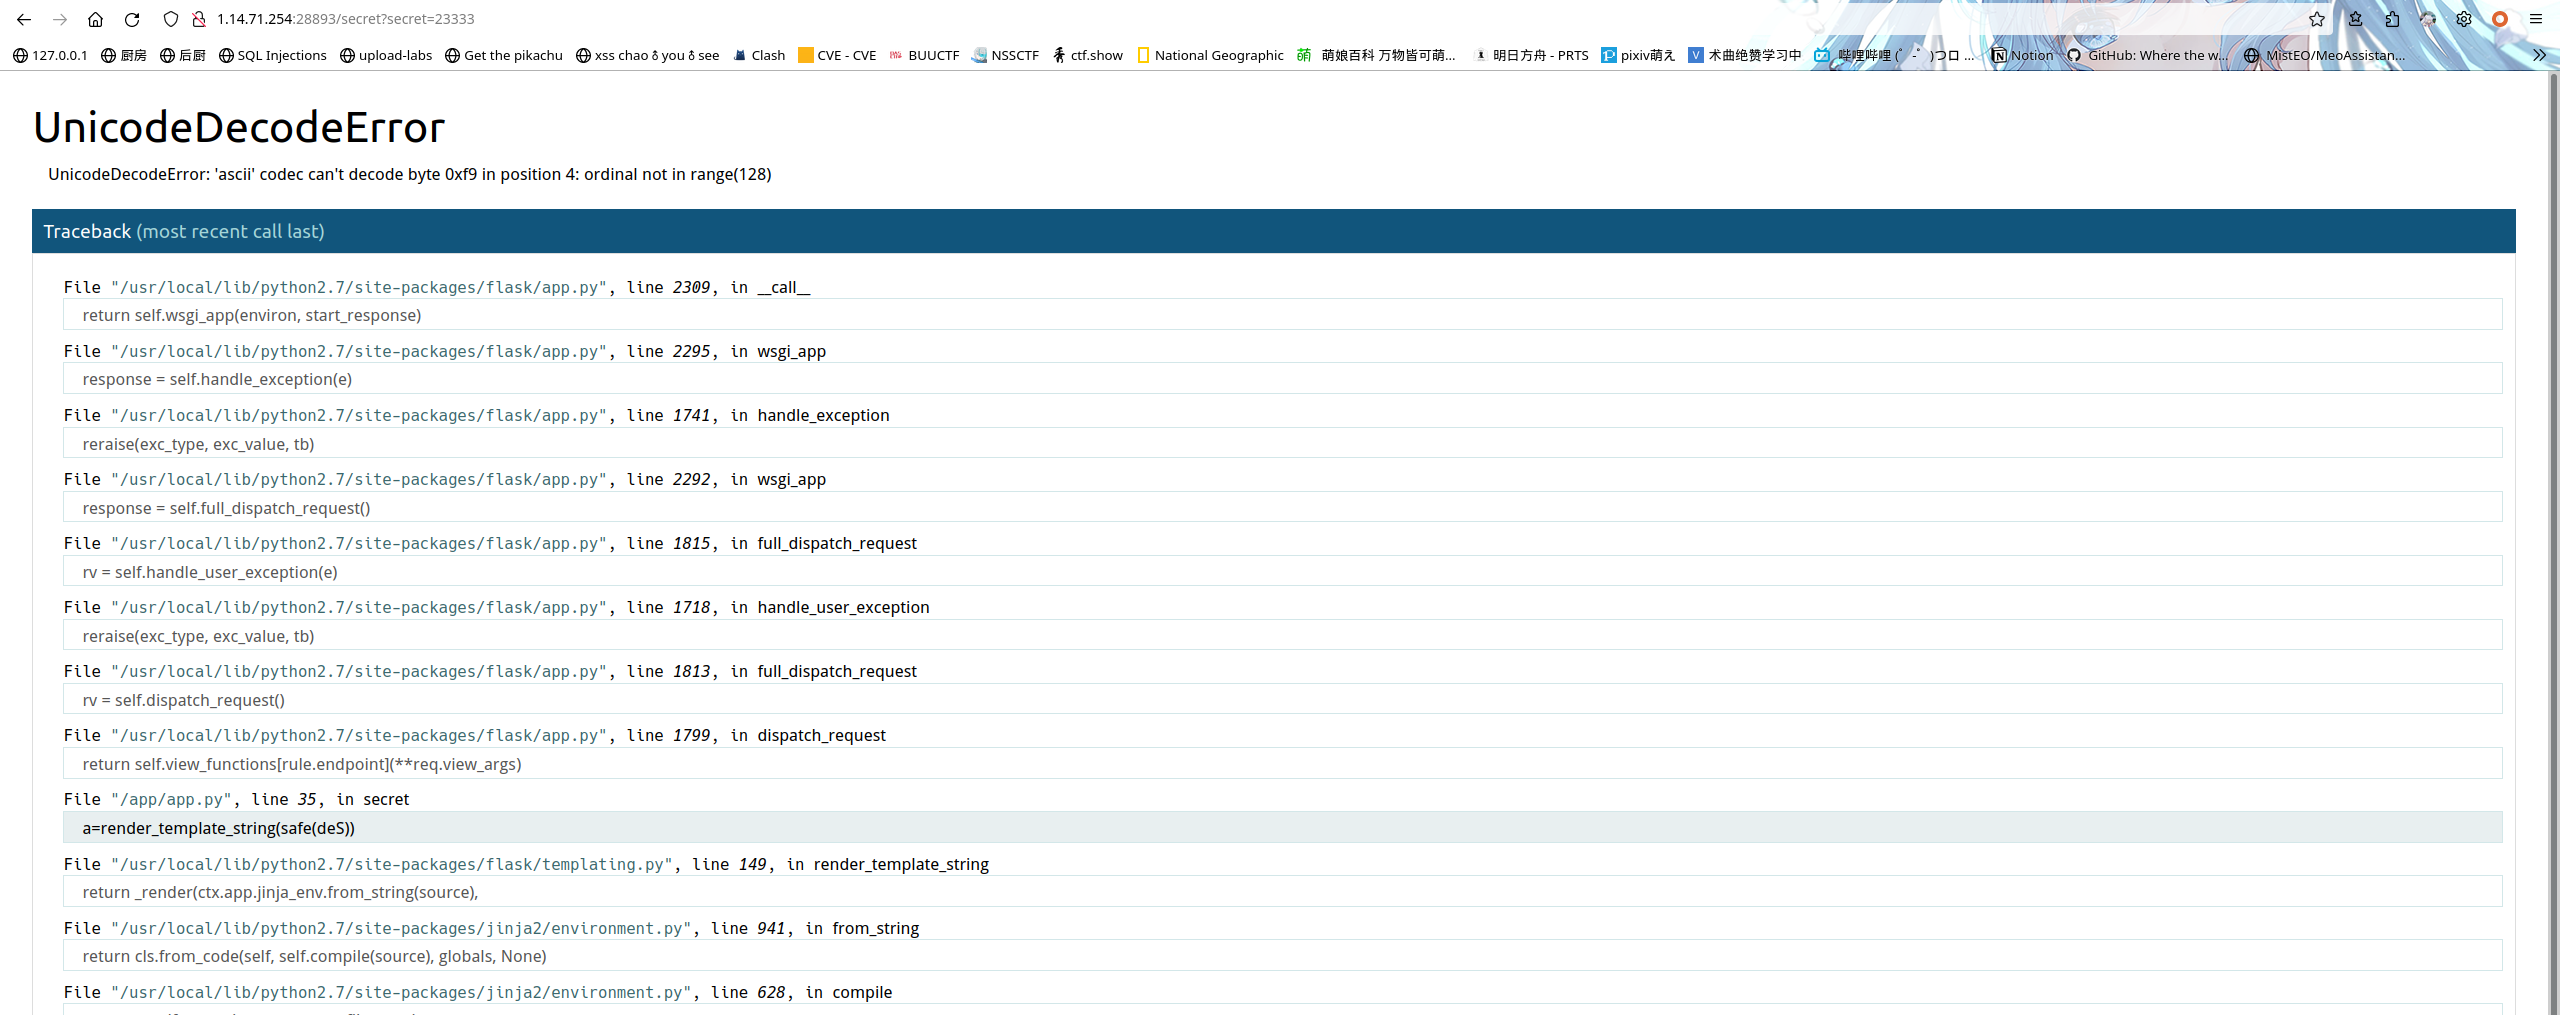 1.14.71.254:28893/secret?secret=23333
127.0.0.1 厨房 后厨 SQL Injections upload-labs Get the pikachu xss chao δ you δ see Clash CVE - CVE BUUCTF NSSCTF ctf.show National Geographic 萌娘百科 万物皆可萌... 明日方舟 - PRTS pixiv萌え 术曲绝赞学习中 哔哩哔哩 (゜-゜)つロ ... Notion GitHub: Where the w... MistEO/MeoAssistan...
UnicodeDecodeError
UnicodeDecodeError: 'ascii' codec can't decode byte 0xf9 in position 4: ordinal not in range(128)
Traceback (most recent call last)
File "/usr/local/lib/python2.7/site-packages/flask/app.py", line 2309, in __call__
return self.wsgi_app(environ, start_response)
File "/usr/local/lib/python2.7/site-packages/flask/app.py", line 2295, in wsgi_app
response = self.handle_exception(e)
File "/usr/local/lib/python2.7/site-packages/flask/app.py", line 1741, in handle_exception
reraise(exc_type, exc_value, tb)
File "/usr/local/lib/python2.7/site-packages/flask/app.py", line 2292, in wsgi_app
response = self.full_dispatch_request()
File "/usr/local/lib/python2.7/site-packages/flask/app.py", line 1815, in full_dispatch_request
rv = self.handle_user_exception(e)
File "/usr/local/lib/python2.7/site-packages/flask/app.py", line 1718, in handle_user_exception
reraise(exc_type, exc_value, tb)
File "/usr/local/lib/python2.7/site-packages/flask/app.py", line 1813, in full_dispatch_request
rv = self.dispatch_request()
File "/usr/local/lib/python2.7/site-packages/flask/app.py", line 1799, in dispatch_request
return self.view_functions[rule.endpoint](**req.view_args)
File "/app/app.py", line 35, in secret
a=render_template_string(safe(deS))
File "/usr/local/lib/python2.7/site-packages/flask/templating.py", line 149, in render_template_string
return _render(ctx.app.jinja_env.from_string(source),
File "/usr/local/lib/python2.7/site-packages/jinja2/environment.py", line 941, in from_string
return cls.from_code(self, self.compile(source), globals, None)
File "/usr/local/lib/python2.7/site-packages/jinja2/environment.py", line 628, in compile